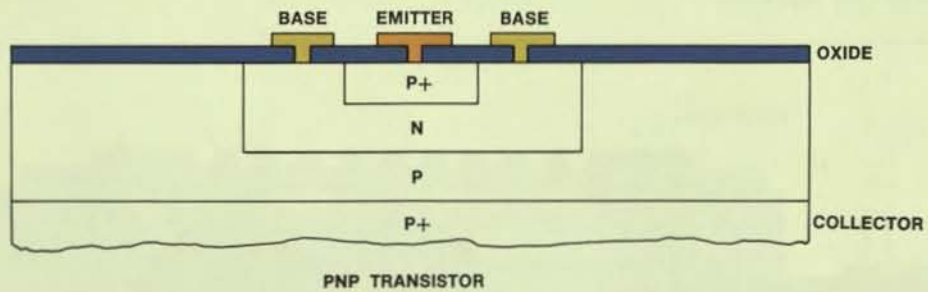 BASE EMITTER BASE
OXIDE
P+
N
P
P+
COLLECTOR
PNP TRANSISTOR